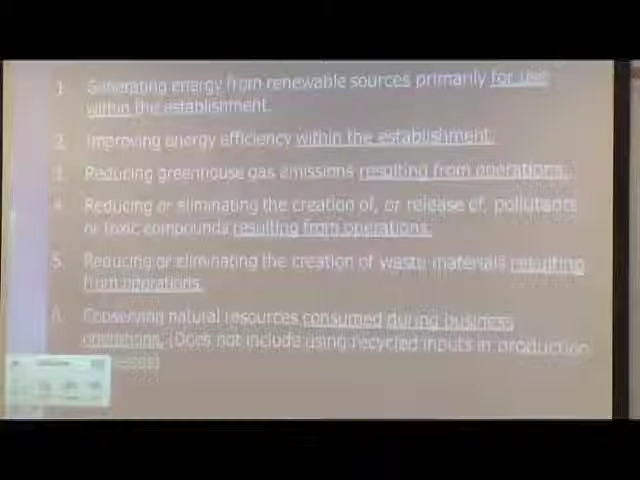 1. Generating energy from renewable sources primarily for use
within the establishment.
2. Improving energy efficiency within the establishment.
3. Reducing greenhouse gas emissions resulting from operations.
4. Reducing or eliminating the creation of, or release of, pollutants
or toxic compounds resulting from operations.
5. Reducing or eliminating the creation of waste materials resulting
from operations.
6. Conserving natural resources consumed during business
operations. (Does not include using recycled inputs in production